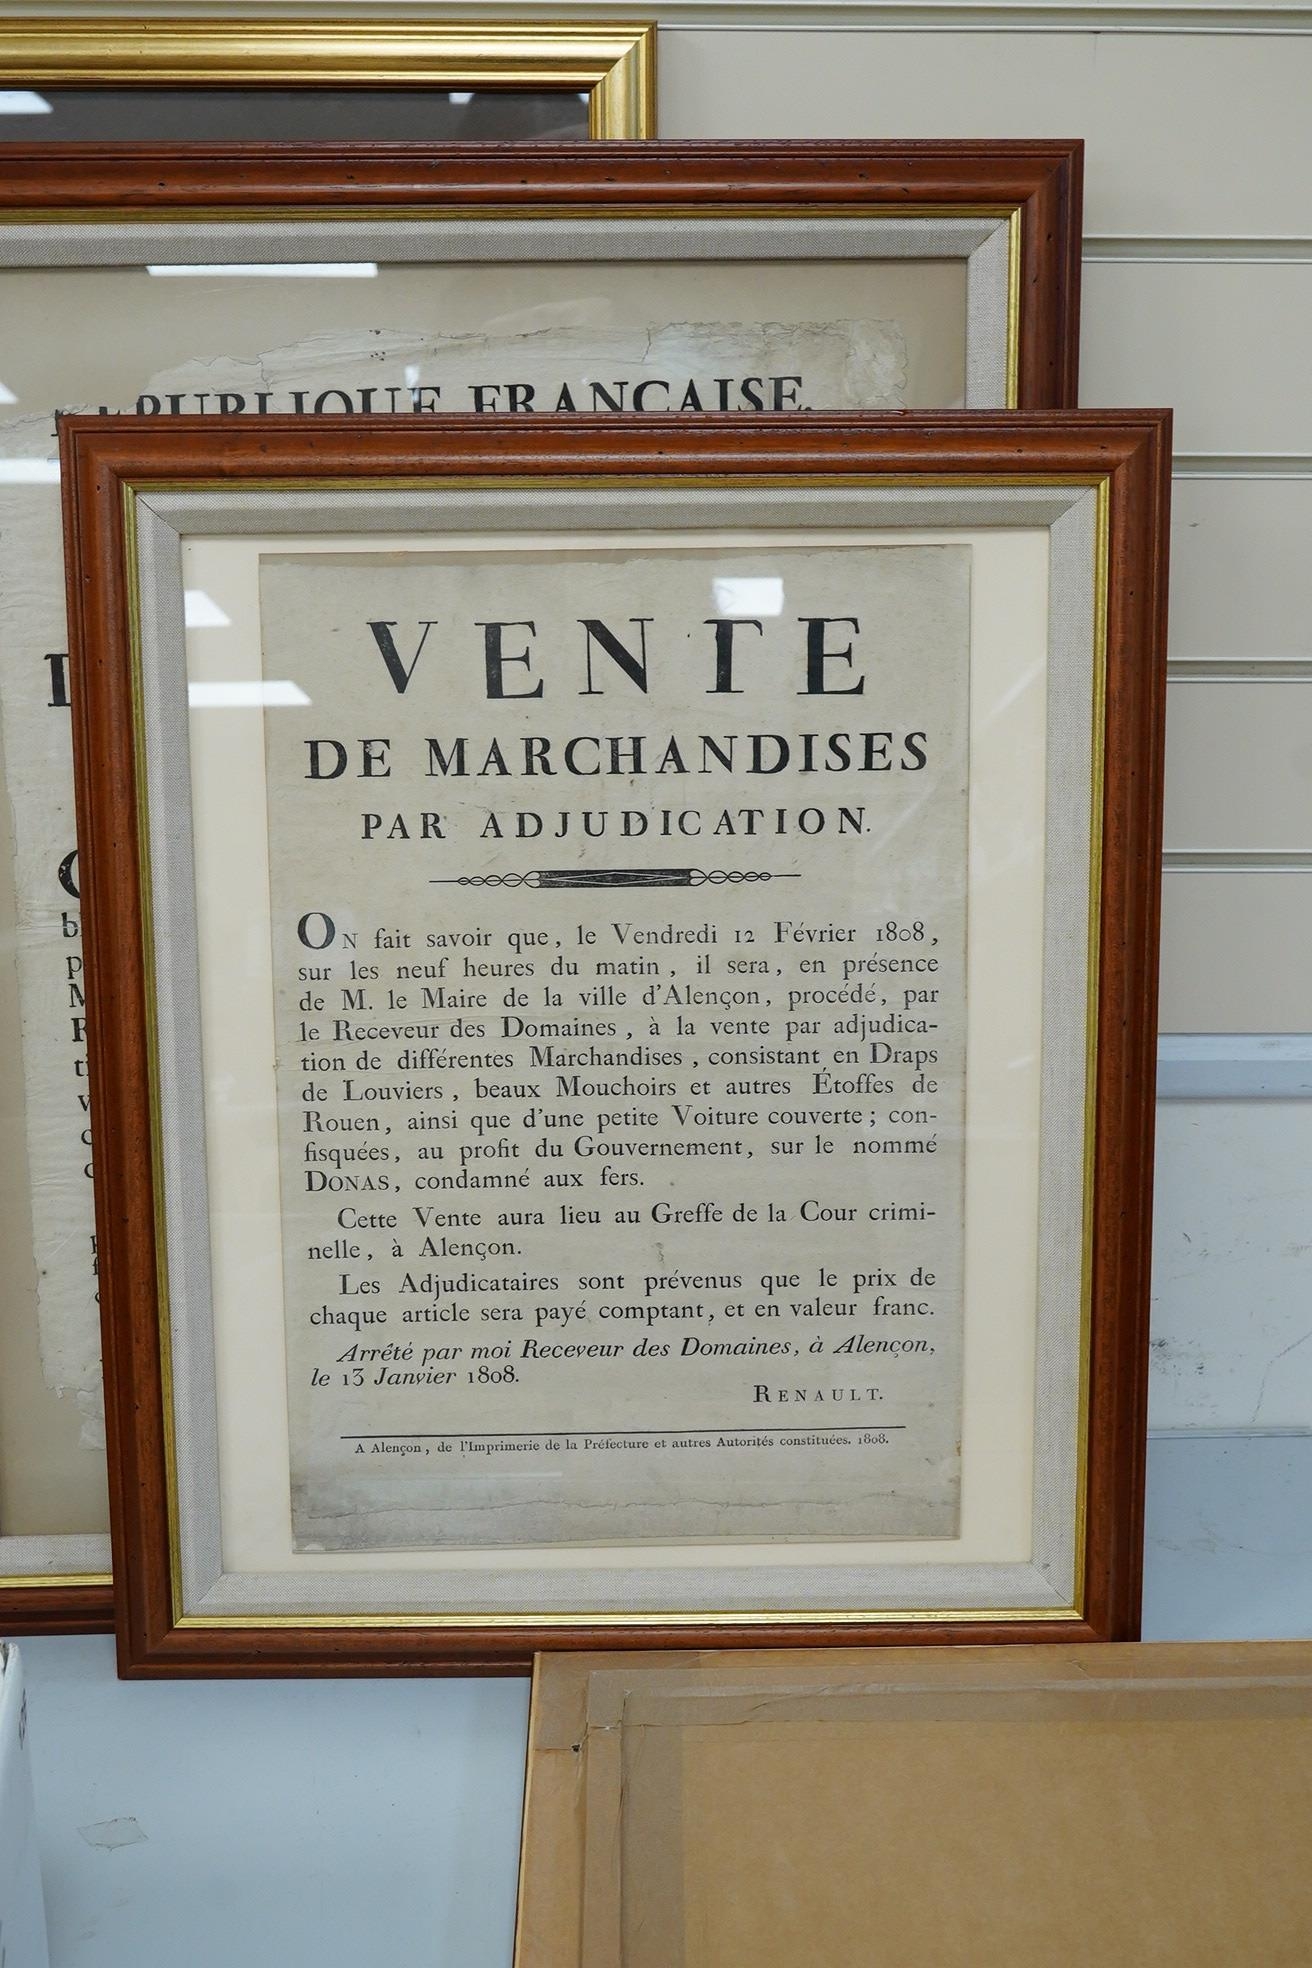 REPUBLIQUE FRANCAISE.
VENTE
DE MARCHANDISES
PAR ADJUDICATION.
ON fait savoir que, le Vendredi 12 Février 1808,
sur les neuf heures du matin, il sera, en présence
de M. le Maire de la ville d'Alençon, procédé, par
le Receveur des Domaines, à la vente par adjudica-
tion de différentes Marchandises, consistant en Draps
de Louviers, beaux Mouchoirs et autres Étoffes de
Rouen, ainsi que d'une petite Voiture couverte; con-
fisquées, au profit du Gouvernement, sur le nommé
DONAS, condamné aux fers.
Cette Vente aura lieu au Greffe de la Cour crimi-
nelle, à Alençon.
Les Adjudicataires sont prévenus que le prix de
chaque article sera payé comptant, et en valeur franc.
Arrêté par moi Receveur des Domaines, à Alençon,
le 13 Janvier 1808.
RENAULT.
A Alençon, de l'Imprimerie de la Préfecture et autres Autorités constituées. 1808.